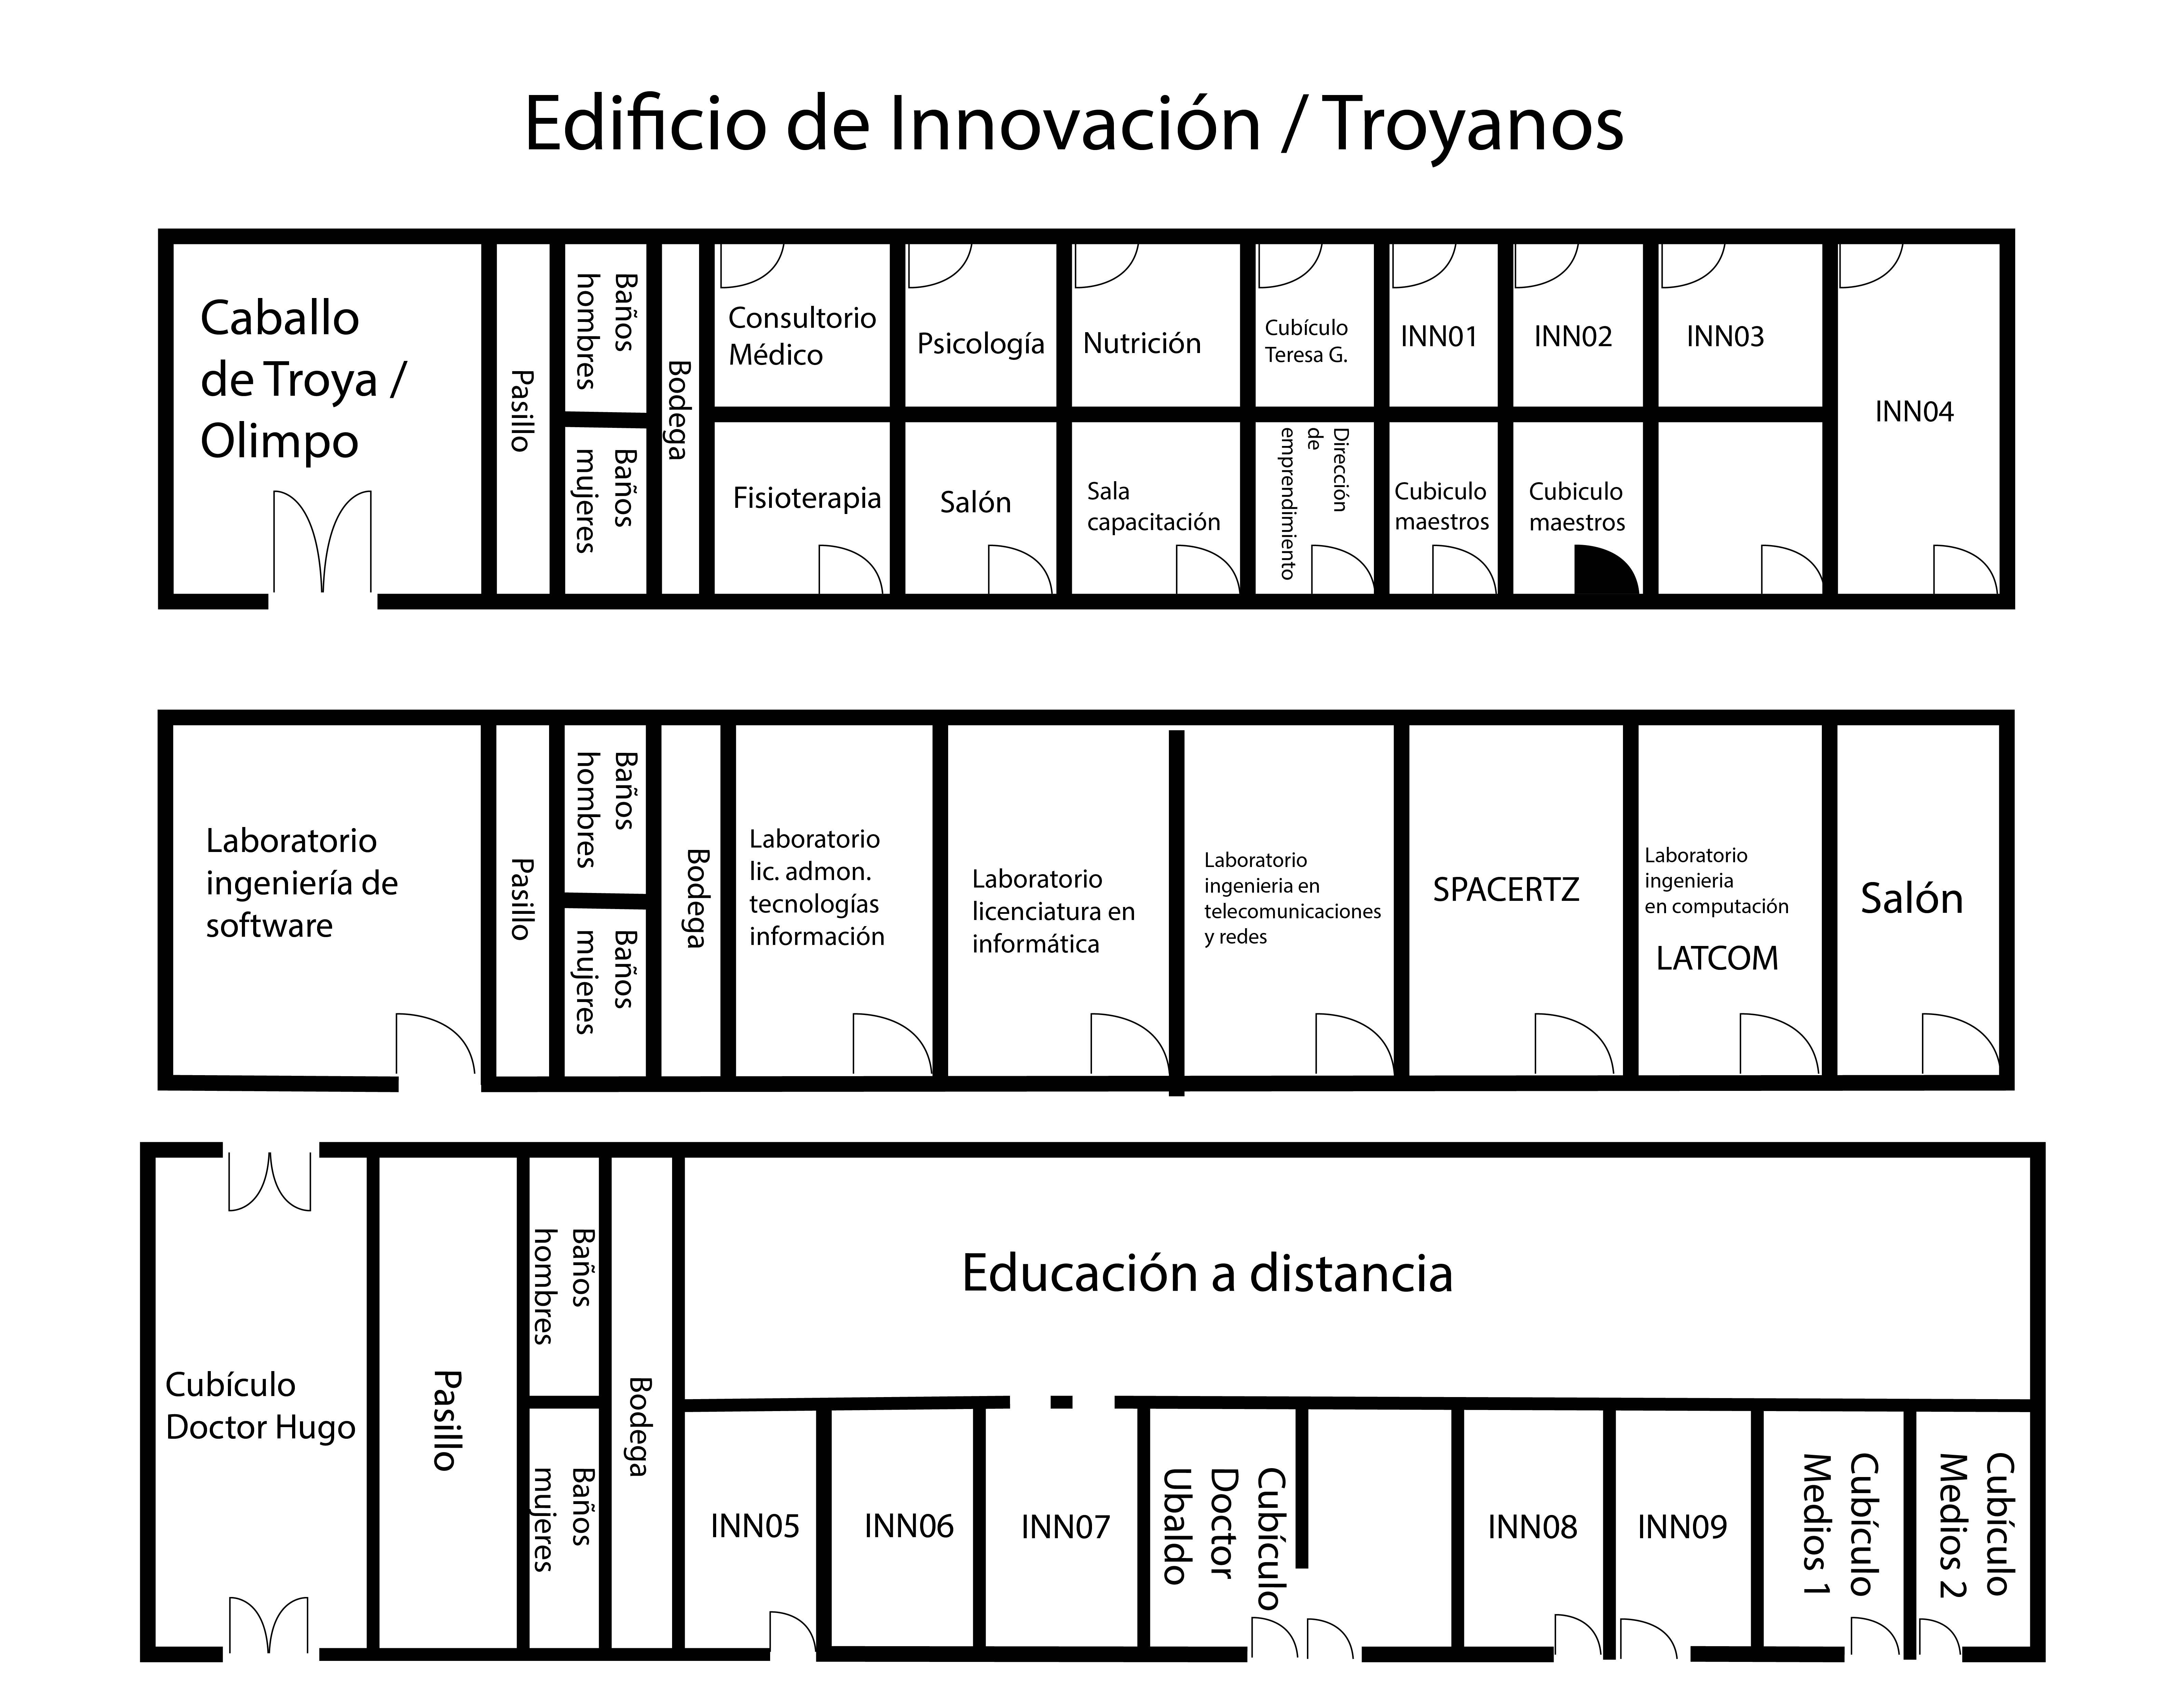 Edificio de Innovación / Troyanos
Caballo
de Troya /
Olimpo
Pasillo
Baños
hombres
Baños
mujeres
Bodega
Consultorio
Médico
Psicología
Nutrición
Cubículo
Teresa G.
INN01
INN02
INN03
INN04
Fisioterapia
Salón
Sala
capacitación
Dirección
de
emprendimiento
Cubiculo
maestros
Cubiculo
maestros
Laboratorio
ingeniería de
software
Pasillo
Baños
hombres
Baños
mujeres
Bodega
Laboratorio
lic. admon.
tecnologías
información
Laboratorio
licenciatura en
informática
Laboratorio
ingenieria en
telecomunicaciones
y redes
SPACERTZ
Laboratorio
ingenieria
en computación
LATCOM
Salón
Cubículo
Doctor Hugo
Pasillo
Baños
hombres
Baños
mujeres
Bodega
Educación a distancia
INN05
INN06
INN07
Cubículo
Doctor
Ubaldo
INN08
INN09
Cubículo
Medios 1
Cubículo
Medios 2